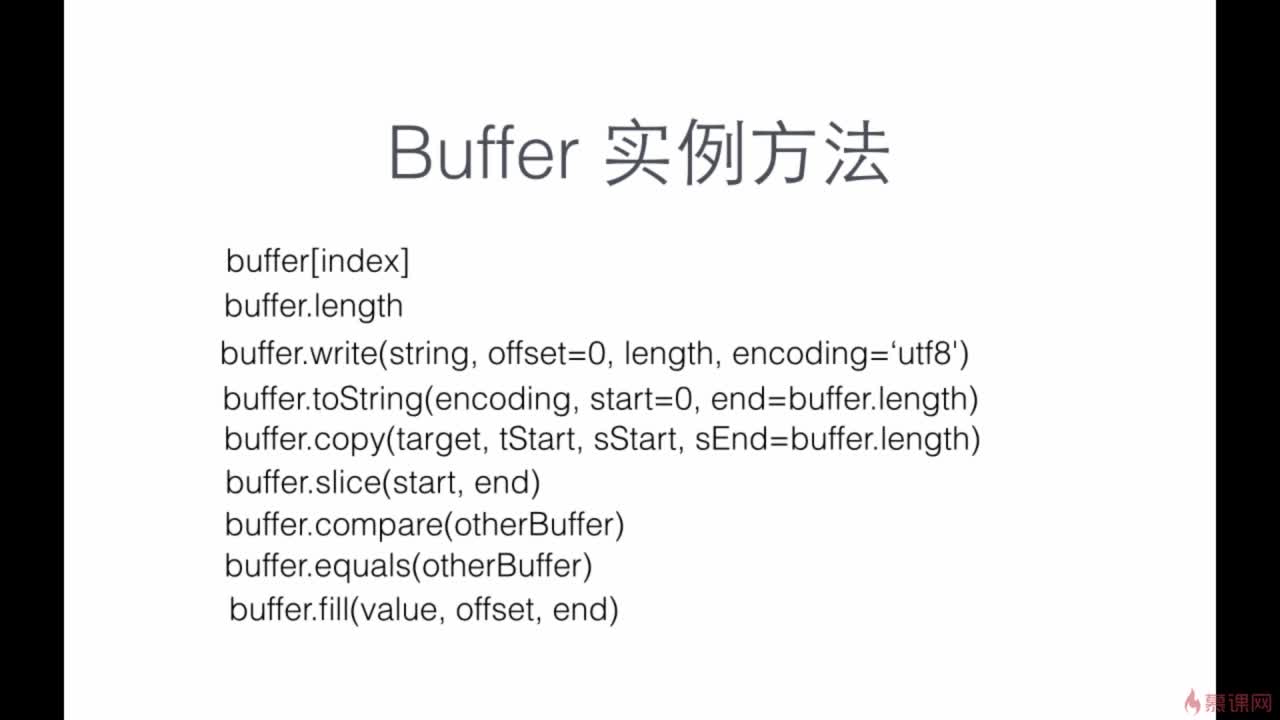 Buffer 实例方法
buffer[index]
buffer.length
buffer.write(string, offset=0, length, encoding=‘utf8')
buffer.toString(encoding, start=0, end=buffer.length)
buffer.copy(target, tStart, sStart, sEnd=buffer.length)
buffer.slice(start, end)
buffer.compare(otherBuffer)
buffer.equals(otherBuffer)
buffer.fill(value, offset, end)
慕课网